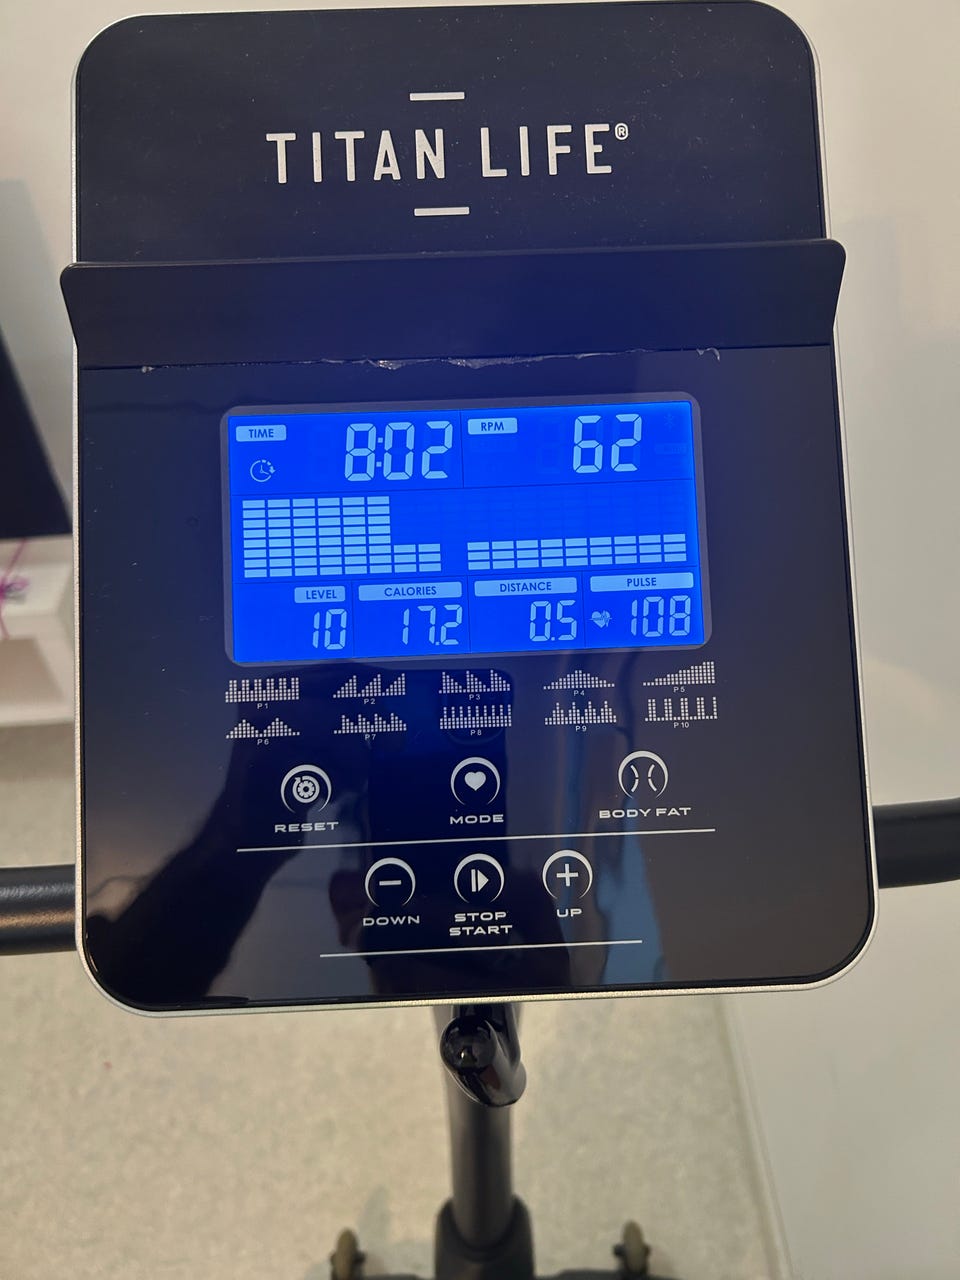 TITAN LIFE®
TIME 8:02 RPM 62
LEVEL CALORIES DISTANCE PULSE
10 17.2 0.5 108
P1 P2 P3 P4 P5
P6 P7 P8 P9 P10
RESET MODE BODY FAT
DOWN STOP START UP